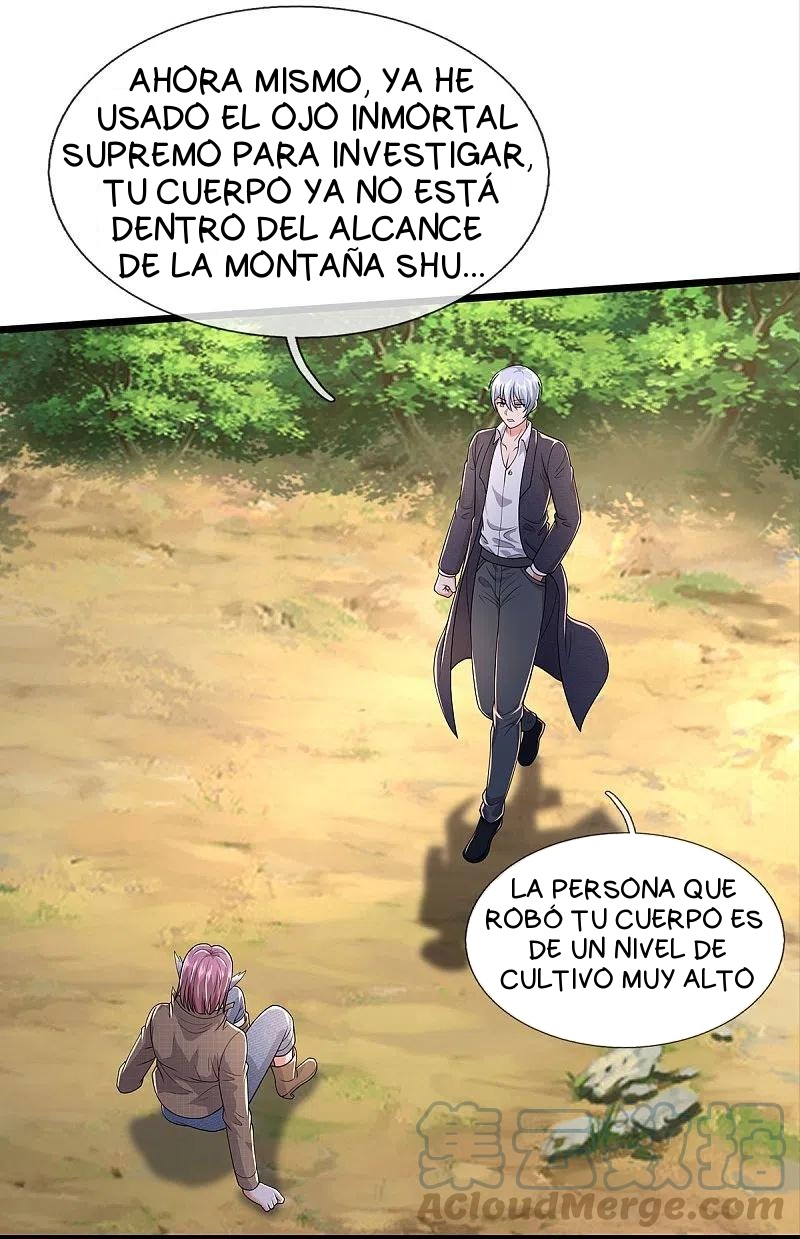 AHORA MISMO, YA HE
USADO EL OJO INMORTAL
SUPREMO PARA INVESTIGAR,
TU CUERPO YA NO ESTÁ
DENTRO DEL ALCANCE
DE LA MONTAÑA SHU...
LA PERSONA QUE
ROBÓ TU CUERPO ES
DE UN NIVEL DE
CULTIVO MUY ALTO
集云数据
AcloudMerge.com